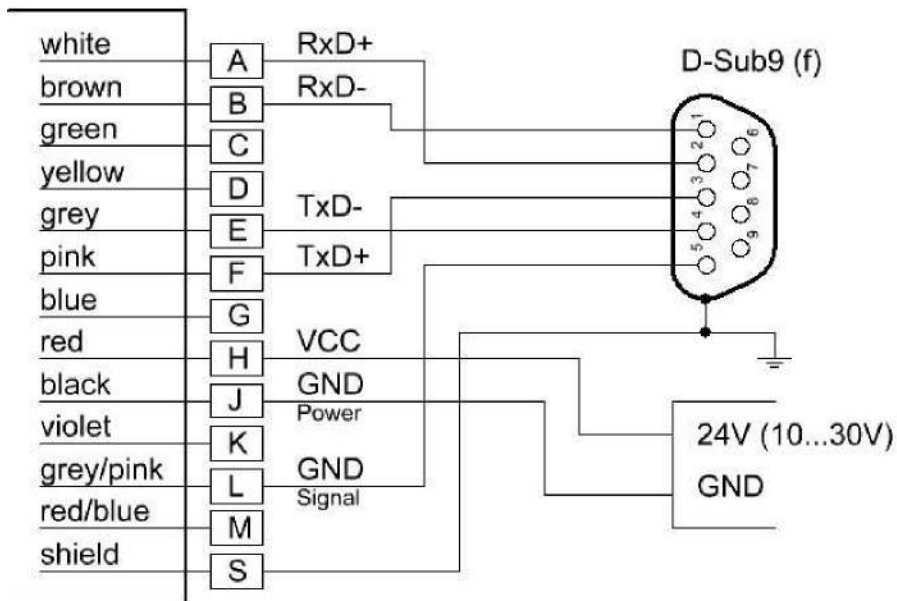 white A RxD+
D-Sub9 (f)
brown B RxD-
green C
yellow D
grey E TxD-
pink F TxD+
blue G
red H VCC
black J GND
Power
violet K
grey/pink L GND
Signal
red/blue M
shield S
1
2
3
4
5
6
7
8
9
24V (10...30V)
GND